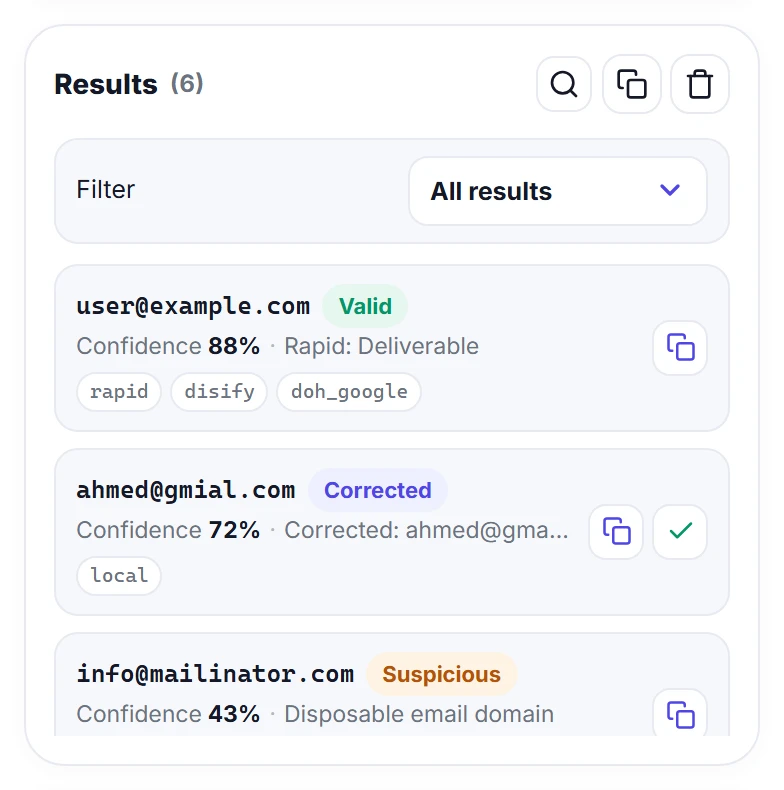 Results (6)
Filter
All results
user@example.com Valid
Confidence 88% · Rapid: Deliverable
rapid disify doh_google
ahmed@gmial.com Corrected
Confidence 72% · Corrected: ahmed@gma...
local
info@mailinator.com Suspicious
Confidence 43% · Disposable email domain